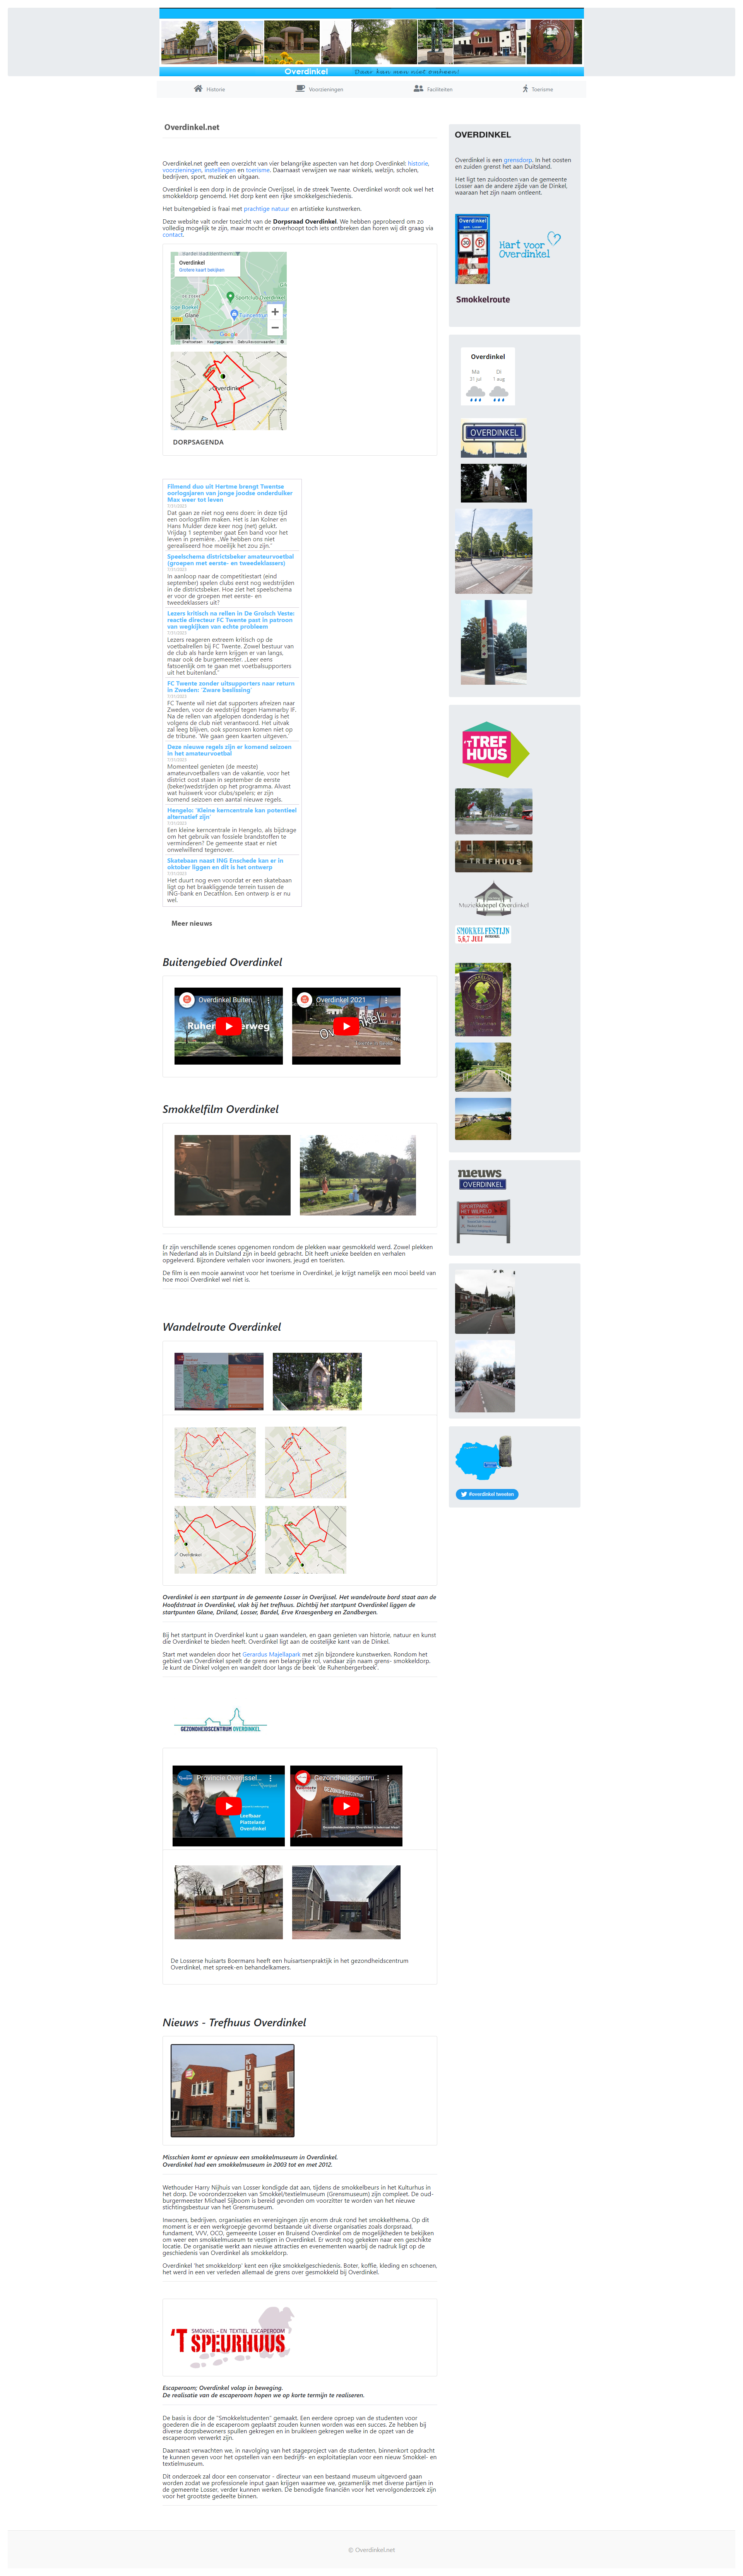 Overdinkel
Daar kan men niet omheen!
Historie
Voorzieningen
Faciliteiten
Toerisme
Overdinkel.net
Overdinkel.net geeft een overzicht van vier belangrijke aspecten van het dorp Overdinkel: historie,
voorzieningen, instellingen en toerisme. Daarnaast verwijzen we naar winkels, welzijn, scholen,
bedrijven, sport, muziek en uitgaan.
Overdinkel is een dorp in de provincie Overijssel, in de streek Twente. Overdinkel wordt ook wel het
smokkeldorp genoemd. Het dorp kent een rijke smokkelgeschiedenis.
Het buitengebied is fraai met prachtige natuur en artistieke kunstwerken.
Deze website valt onder toezicht van de Dorpsraad Overdinkel. We hebben geprobeerd om zo
volledig mogelijk te zijn, maar mocht er onverhoopt toch iets ontbreken dan horen wij dit graag via
contact.
Overdinkel
Grotere kaart bekijken
Sportclub Overdinkel
Glane
Google
Sneltoetsen Kaartgegevens Gebruiksvoorwaarden
Overdinkel
DORPSAGENDA
Filmend duo uit Hertme brengt Twentse
oorlogsjaren van jonge joodse onderduiker
Max weer tot leven
7/31/2023
Dat gaan ze niet nog eens doen: in deze tijd
een oorlogsfilm maken. Het is Jan Kolner en
Hans Mulder deze keer nog (net) gelukt.
Vrijdag 1 september gaat Een band voor het
leven in première. „We hebben ons niet
gerealiseerd hoe moeilijk het zou zijn.”
Speelschema districtsbeker amateurvoetbal
(groepen met eerste- en tweedeklassers)
7/31/2023
In aanloop naar de competitiestart (eind
september) spelen clubs eerst nog wedstrijden
in de districtsbeker. Hoe ziet het speelschema
er voor de groepen met eerste- en
tweedeklassers uit?
Lezers kritisch na rellen in De Grolsch Veste:
reactie directeur FC Twente past in patroon
van wegkijken van echte probleem
7/31/2023
Lezers reageren extreem kritisch op de
voetbalrellen bij FC Twente. Zowel bestuur van
de club als harde kern krijgen er van langs,
maar ook de burgemeester. „Leer eens
fatsoenlijk om te gaan met voetbalsupporters
uit het buitenland.”
FC Twente zonder uitsupporters naar return
in Zweden: ‘Zware beslissing’
7/31/2023
FC Twente wil niet dat supporters afreizen naar
Zweden, voor de wedstrijd tegen Hammarby IF.
Na de rellen van afgelopen donderdag is het
volgens de club niet verantwoord. Het uitvak
zal leeg blijven, ook sponsoren komen niet op
de tribune. ‘We gaan geen kaarten uitgeven.’
Deze nieuwe regels zijn er komend seizoen
in het amateurvoetbal
7/31/2023
Momenteel genieten (de meeste)
amateurvoetballers van de vakantie, voor het
district oost staan in september de eerste
(beker)wedstrijden op het programma. Alvast
wat huiswerk voor clubs/spelers; er zijn
komend seizoen een aantal nieuwe regels.
Hengelo: ‘Kleine kerncentrale kan potentieel
alternatief zijn’
7/31/2023
Een kleine kerncentrale in Hengelo, als bijdrage
om het gebruik van fossiele brandstoffen te
verminderen? De gemeente staat er niet
onwelwillend tegenover.
Skatebaan naast ING Enschede kan er in
oktober liggen en dit is het ontwerp
7/31/2023
Het duurt nog even voordat er een skatebaan
ligt op het braakliggende terrein tussen de
ING-bank en Decathlon. Een ontwerp is er nu
wel.
Meer nieuws
Buitengebied Overdinkel
Overdinkel Buiten...
Overdinkel 2021
Smokkelfilm Overdinkel
Er zijn verschillende scenes opgenomen rondom de plekken waar gesmokkeld werd. Zowel plekken
in Nederland als in Duitsland zijn in beeld gebracht. Dit heeft unieke beelden en verhalen
opgeleverd. Bijzondere verhalen voor inwoners, jeugd en toeristen.
De film is een mooie aanwinst voor het toerisme in Overdinkel, je krijgt namelijk een mooi beeld van
hoe mooi Overdinkel wel niet is.
Wandelroute Overdinkel
Overdinkel
Overdinkel is een startpunt in de gemeente Losser in Overijssel. Het wandelroute bord staat aan de
Hoofdstraat in Overdinkel, vlak bij het trefhuus. Dichtbij het startpunt Overdinkel liggen de
startpunten Glane, Driland, Losser, Bardel, Erve Kraesgenberg en Zandbergen.
Bij het startpunt in Overdinkel kunt u gaan wandelen, en gaan genieten van historie, natuur en kunst
die Overdinkel te bieden heeft. Overdinkel ligt aan de oostelijke kant van de Dinkel.
Start met wandelen door het Gerardus Majellapark met zijn bijzondere kunstwerken. Rondom het
gebied van Overdinkel speelt de grens een belangrijke rol, vandaar zijn naam grens- smokkeldorp.
Je kunt de Dinkel volgen en wandelt door langs de beek 'de Ruhenbergerbeek'.
GEZONDHEIDSCENTRUM OVERDINKEL
Provincie Overijssel...
Leefbaar
Platteland
Overdinkel
Gezondheidscentru...
De Losserse huisarts Boermans heeft een huisartsenpraktijk in het gezondheidscentrum
Overdinkel, met spreek-en behandelkamers.
Nieuws - Trefhuus Overdinkel
KULTURHUS
Misschien komt er opnieuw een smokkelmuseum in Overdinkel.
Overdinkel had een smokkelmuseum in 2003 tot en met 2012.
Wethouder Harry Nijhuis van Losser kondigde dat aan, tijdens de smokkelbeurs in het Kulturhus in
het dorp. De vooronderzoeken van Smokkel/textielmuseum (Grensmuseum) zijn compleet. De oud-
burgermeester Michael Sijboom is bereid gevonden om voorzitter te worden van het nieuwe
stichtingsbestuur van het Grensmuseum.
Inwoners, bedrijven, organisaties en verenigingen zijn enorm druk rond het smokkelthema. Op dit
moment is er een werkgroepje gevormd bestaande uit diverse organisaties zoals dorpsraad,
fundament, VVV, OCO, gemeeente Losser en Bruisend Overdinkel om de mogelijkheden te bekijken
om weer een smokkelmuseum te vestigen in Overdinkel. Er wordt nog gekeken naar een geschikte
locatie. De organisatie werkt aan nieuwe attracties en evenementen waarbij de nadruk ligt op de
geschiedenis van Overdinkel als smokkeldorp.
Overdinkel 'het smokkeldorp' kent een rijke smokkelgeschiedenis. Boter, koffie, kleding en schoenen,
het werd in een ver verleden allemaal de grens over gesmokkeld bij Overdinkel.
SMOKKEL - EN TEXTIEL ESCAPEROOM
'T SPEURHUUS
Escaperoom; Overdinkel volop in beweging.
De realisatie van de escaperoom hopen we op korte termijn te realiseren.
De basis is door de "Smokkelstudenten" gemaakt. Een eerdere oproep van de studenten voor
goederen die in de escaperoom geplaatst zouden kunnen worden was een succes. Ze hebben bij
diverse dorpsbewoners spullen gekregen en in bruikleen gekregen welke in de opzet van de
escaperoom verwerkt zijn.
Daarnaast verwachten we, in navolging van het stageproject van de studenten, binnenkort opdracht
te kunnen geven voor het opstellen van een bedrijfs- en exploitatieplan voor een nieuw Smokkel- en
textielmuseum.
Dit onderzoek zal door een conservator - directeur van een bestaand museum uitgevoerd gaan
worden zodat we professionele input gaan krijgen waarmee we, gezamenlijk met diverse partijen in
de gemeente Losser, verder kunnen werken. De benodigde financiën voor het vervolgonderzoek zijn
voor het grootste gedeelte binnen.
OVERDINKEL
Overdinkel is een grensdorp. In het oosten
en zuiden grenst het aan Duitsland.
Het ligt ten zuidoosten van de gemeente
Losser aan de andere zijde van de Dinkel,
waaraan het zijn naam ontleent.
Overdinkel
30
Hart voor
Overdinkel
Smokkelroute
Overdinkel
Ma
Di
31 jul
1 aug
OVERDINKEL
'T TREF
HUUS
TREFHUUS
Muziekkoepel Overdinkel
SMOKKELFESTIJN
5,6,7 JULI
nieuws
OVERDINKEL
SPORTPARK
HET WILPELO
#overdinkel tweeten
© Overdinkel.net